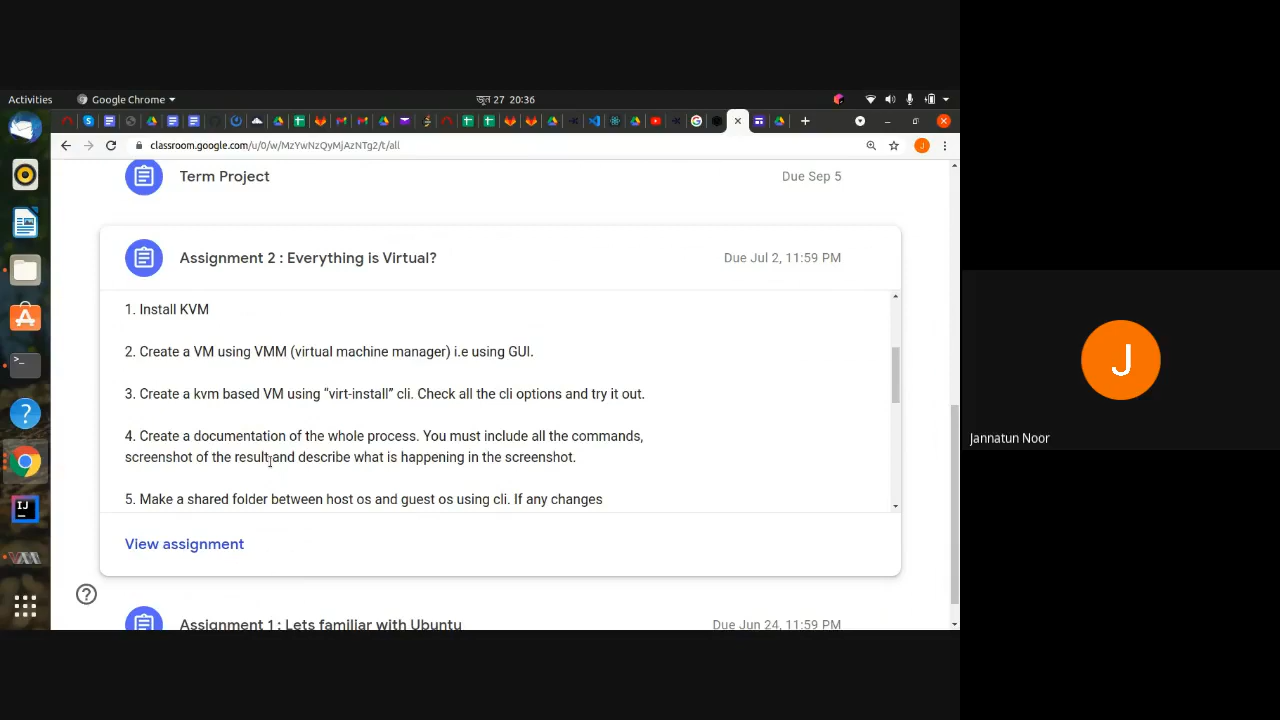 Activities
Google Chrome
জুন 27 20:36
classroom.google.com/u/0/w/MzYwNzQyMjAzNTg2/t/all
J
Term Project
Due Sep 5
Assignment 2 : Everything is Virtual?
Due Jul 2, 11:59 PM
1. Install KVM
2. Create a VM using VMM (virtual machine manager) i.e using GUI.
3. Create a kvm based VM using “virt-install” cli. Check all the cli options and try it out.
4. Create a documentation of the whole process. You must include all the commands,
screenshot of the result and describe what is happening in the screenshot.
5. Make a shared folder between host os and guest os using cli. If any changes
View assignment
Assignment 1 : Lets familiar with Ubuntu
Due Jun 24, 11:59 PM
J
Jannatun Noor